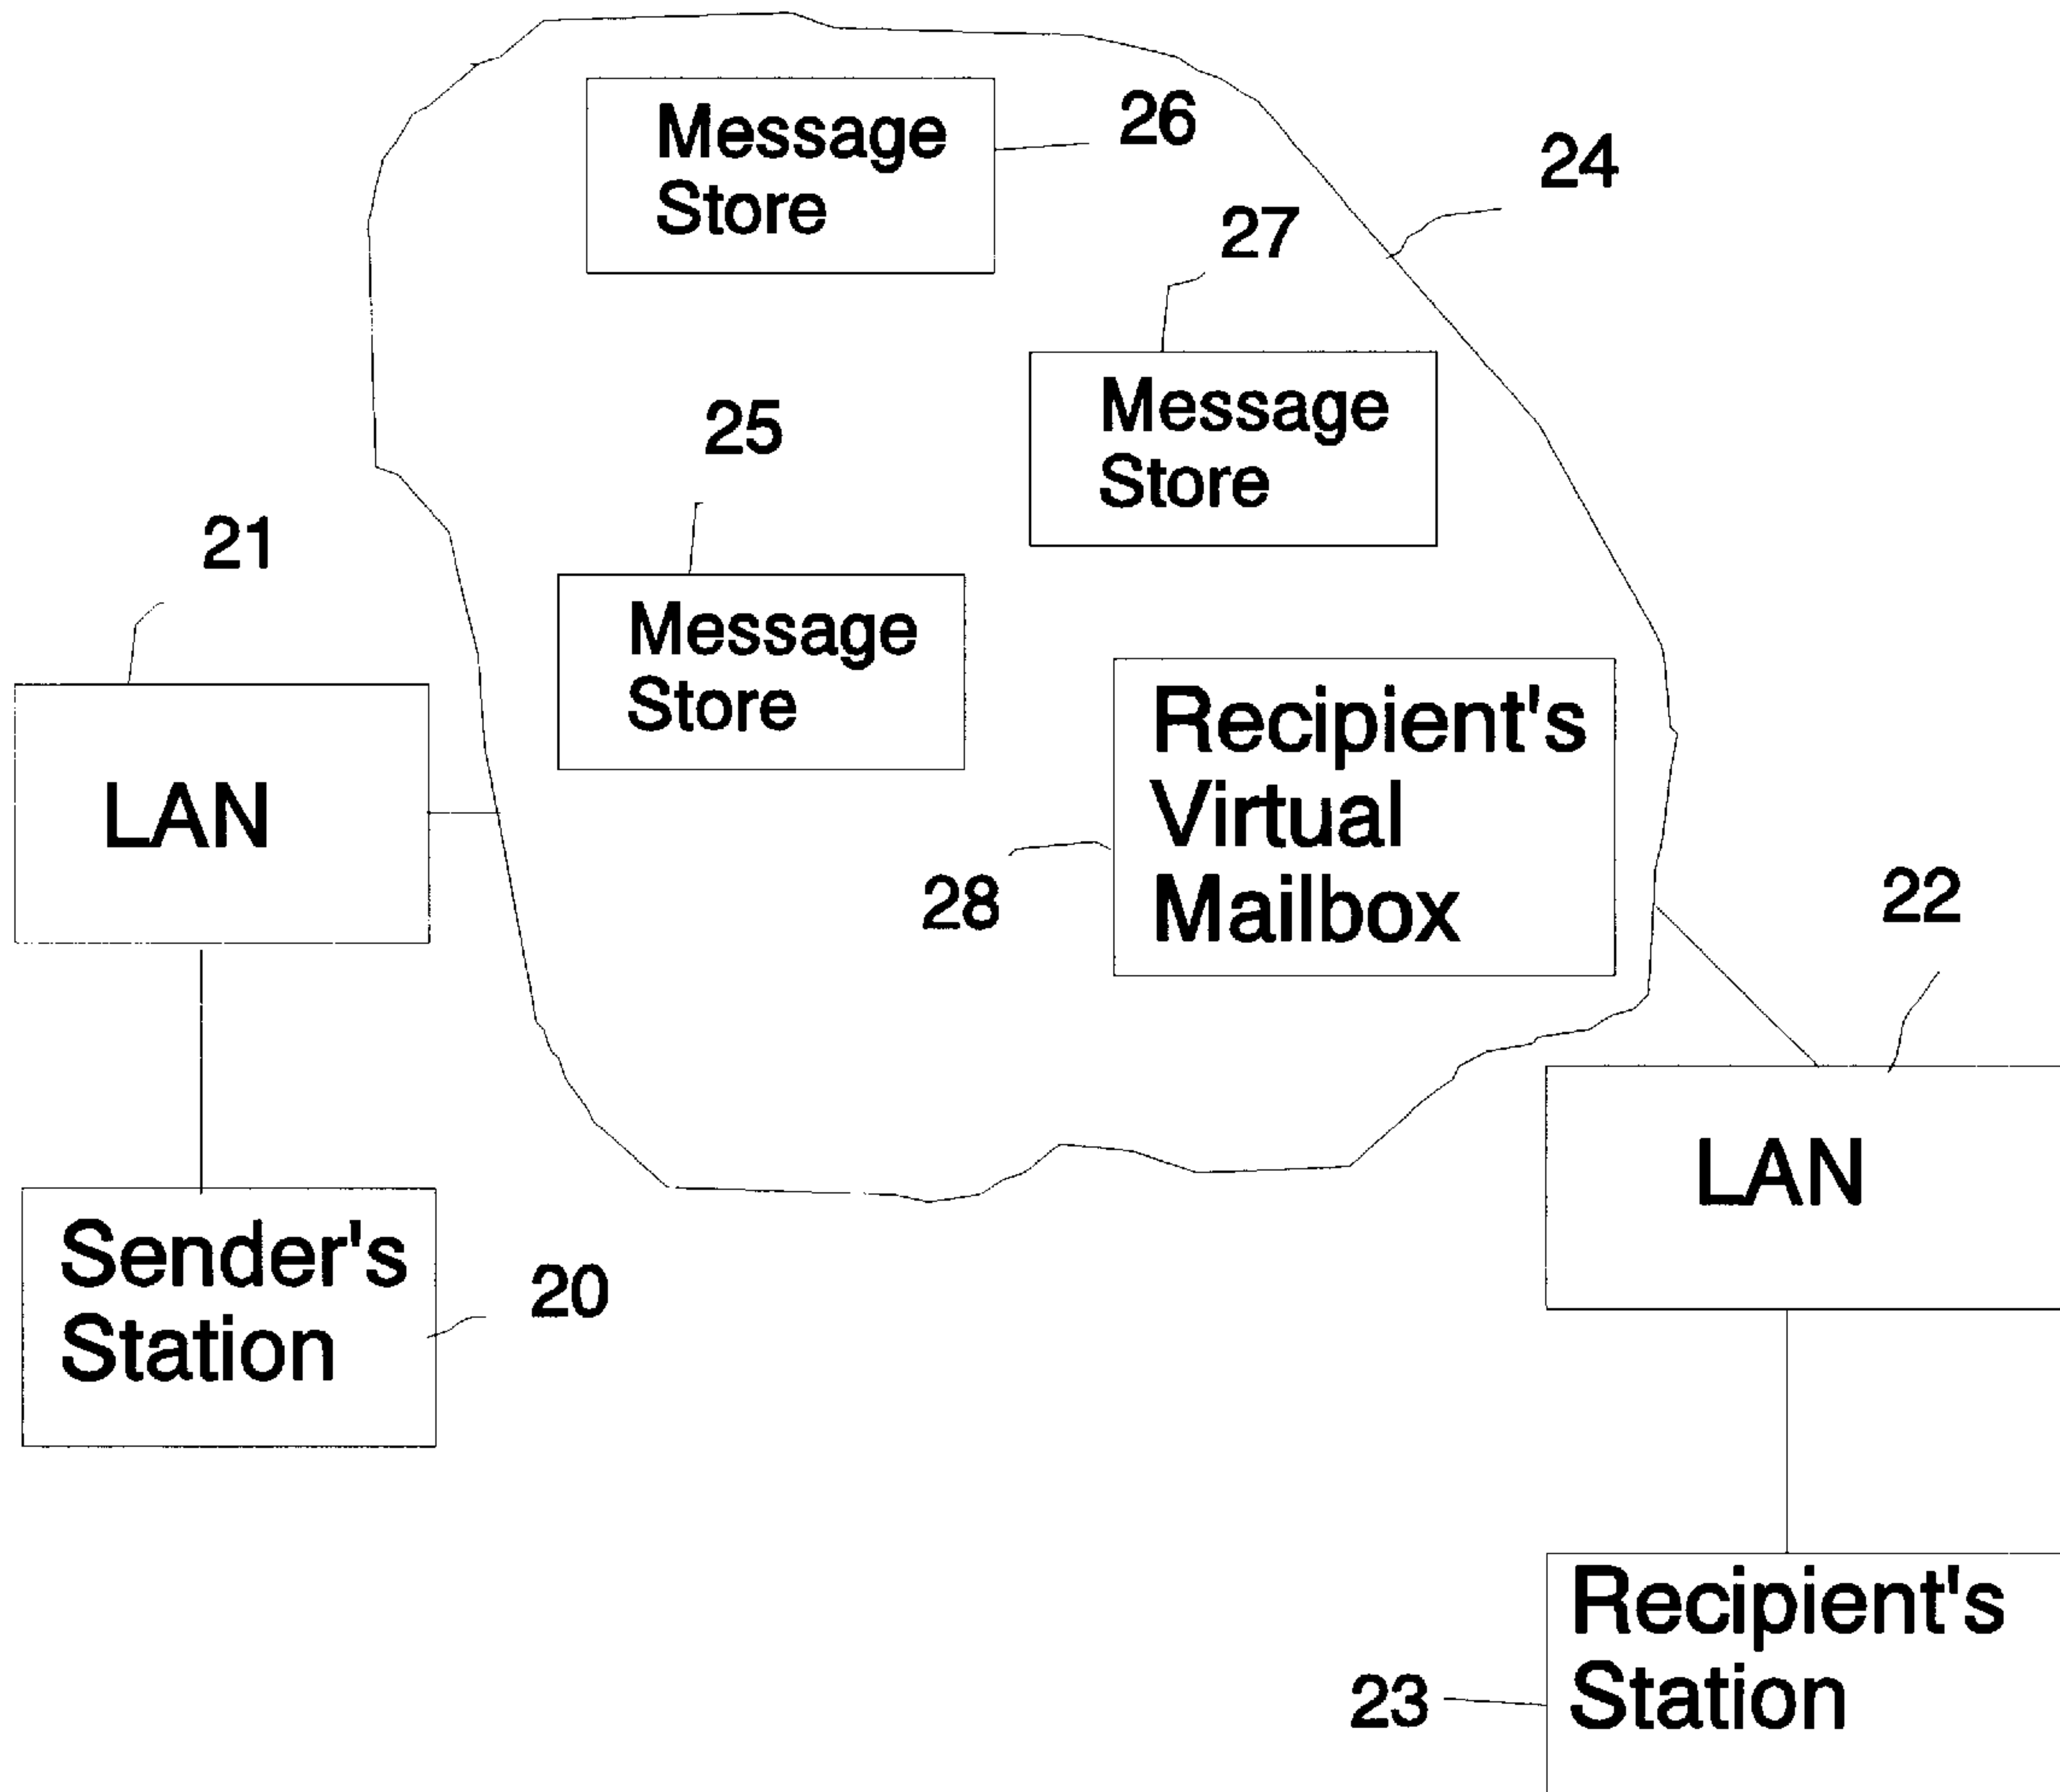 Message
Store
26
24
27
Message
Store
25
21
Message
Store
Recipient's
Virtual
Mailbox
LAN
28
22
LAN
Sender's
Station
20
Recipient's
Station
23